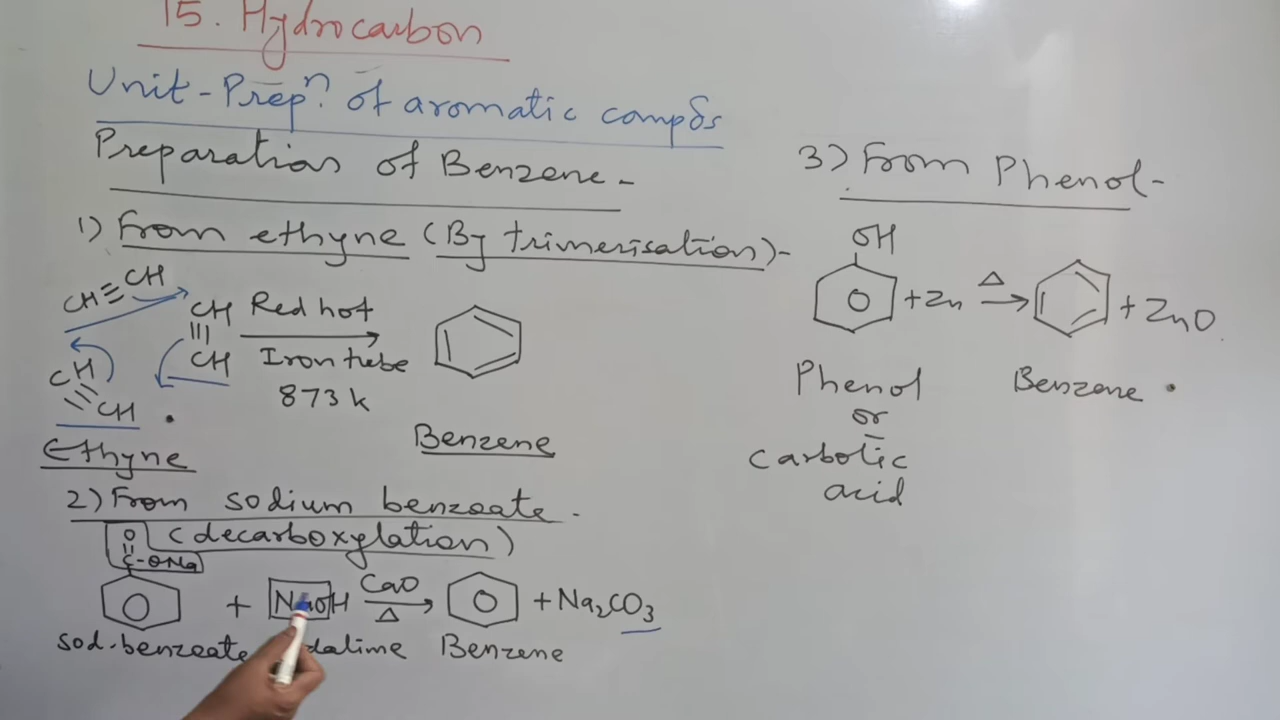 15. Hydrocarbon
Unit-Prepⁿ. of aromatic compds
Preparation of Benzene-
1) From ethyne (By trimerisation)-
CH≡CH
CH≡CH
CH≡CH
Red hot
Iron tube
873 k
Ethyne
Benzene
2) From sodium benzoate.
(decarboxylation)
O
||
C-ONa
+ NaOH CaO Δ + Na₂CO₃
sod. benzoate Benzene
3) From Phenol-
OH
+ Zn Δ + ZnO
Phenol
or
Carbolic
acid
Benzene